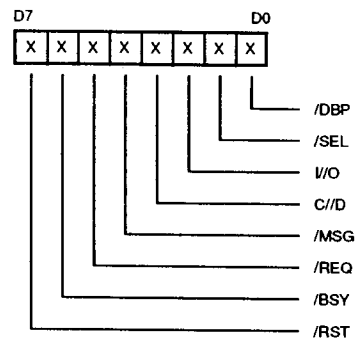 D7 D0
X X X X X X X X
/DBP
/SEL
I//O
C//D
/MSG
/REQ
/BSY
/RST